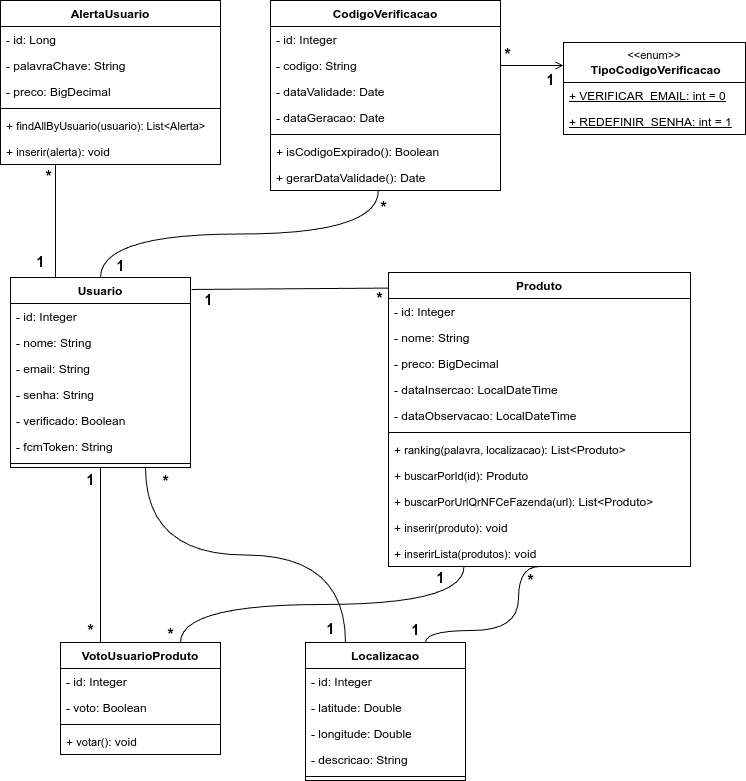 AlertaUsuario
- id: Long
- palavraChave: String
- preco: BigDecimal
+ findAllByUsuario(usuario): List<Alerta>
+ inserir(alerta): void
CodigoVerificacao
- id: Integer
- codigo: String
- dataValidade: Date
- dataGeracao: Date
+ isCodigoExpirado(): Boolean
+ gerarDataValidade(): Date
*
1
<<enum>>
TipoCodigoVerificacao
+ VERIFICAR_EMAIL: int = 0
+ REDEFINIR_SENHA: int = 1
*
1
*
1
Usuario
- id: Integer
- nome: String
- email: String
- senha: String
- verificado: Boolean
- fcmToken: String
1
*
Produto
- id: Integer
- nome: String
- preco: BigDecimal
- dataInsercao: LocalDateTime
- dataObservacao: LocalDateTime
+ ranking(palavra, localizacao): List<Produto>
+ buscarPorId(id): Produto
+ buscarPorUrlQrNFCeFazenda(url): List<Produto>
+ inserir(produto): void
+ inserirLista(produtos): void
1
*
1
*
*
*
1
1
VotoUsuarioProduto
- id: Integer
- voto: Boolean
+ votar(): void
Localizacao
- id: Integer
- latitude: Double
- longitude: Double
- descricao: String